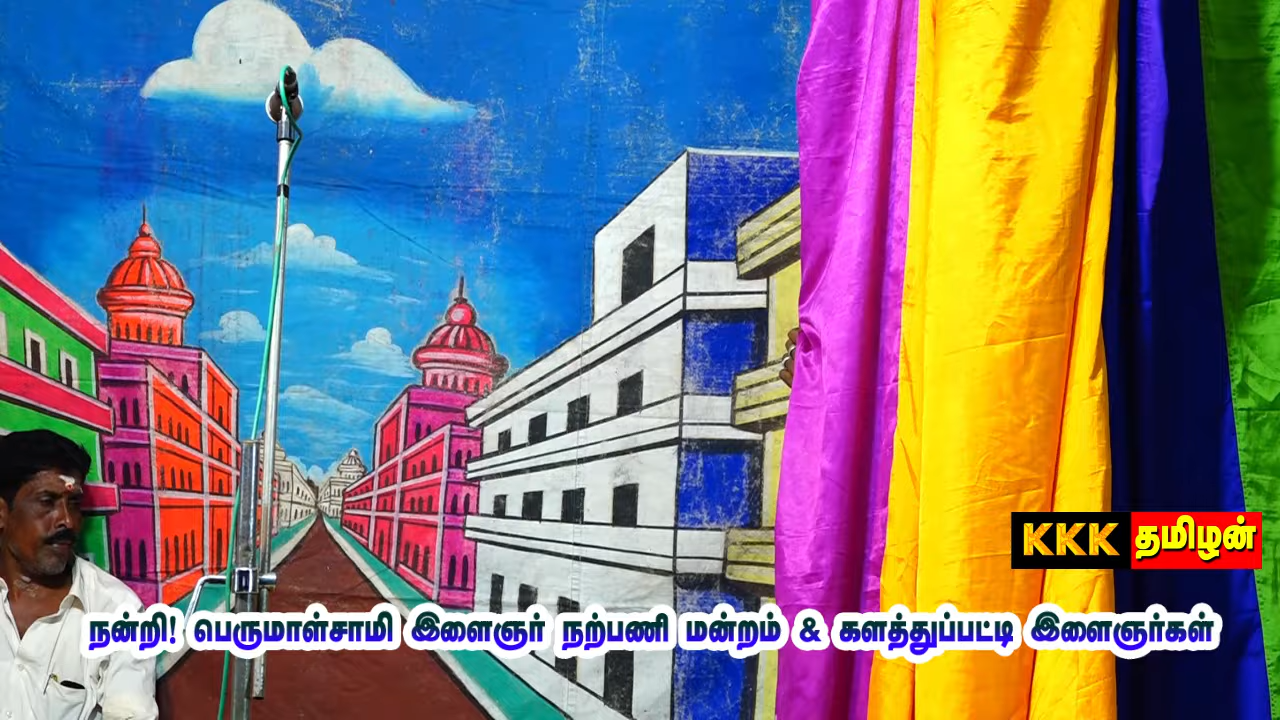 KKK தமிழன்
நன்றி! பெருமாள்சாமி இளைஞர் நற்பணி மன்றம் & களத்துப்பட்டி இளைஞர்கள்